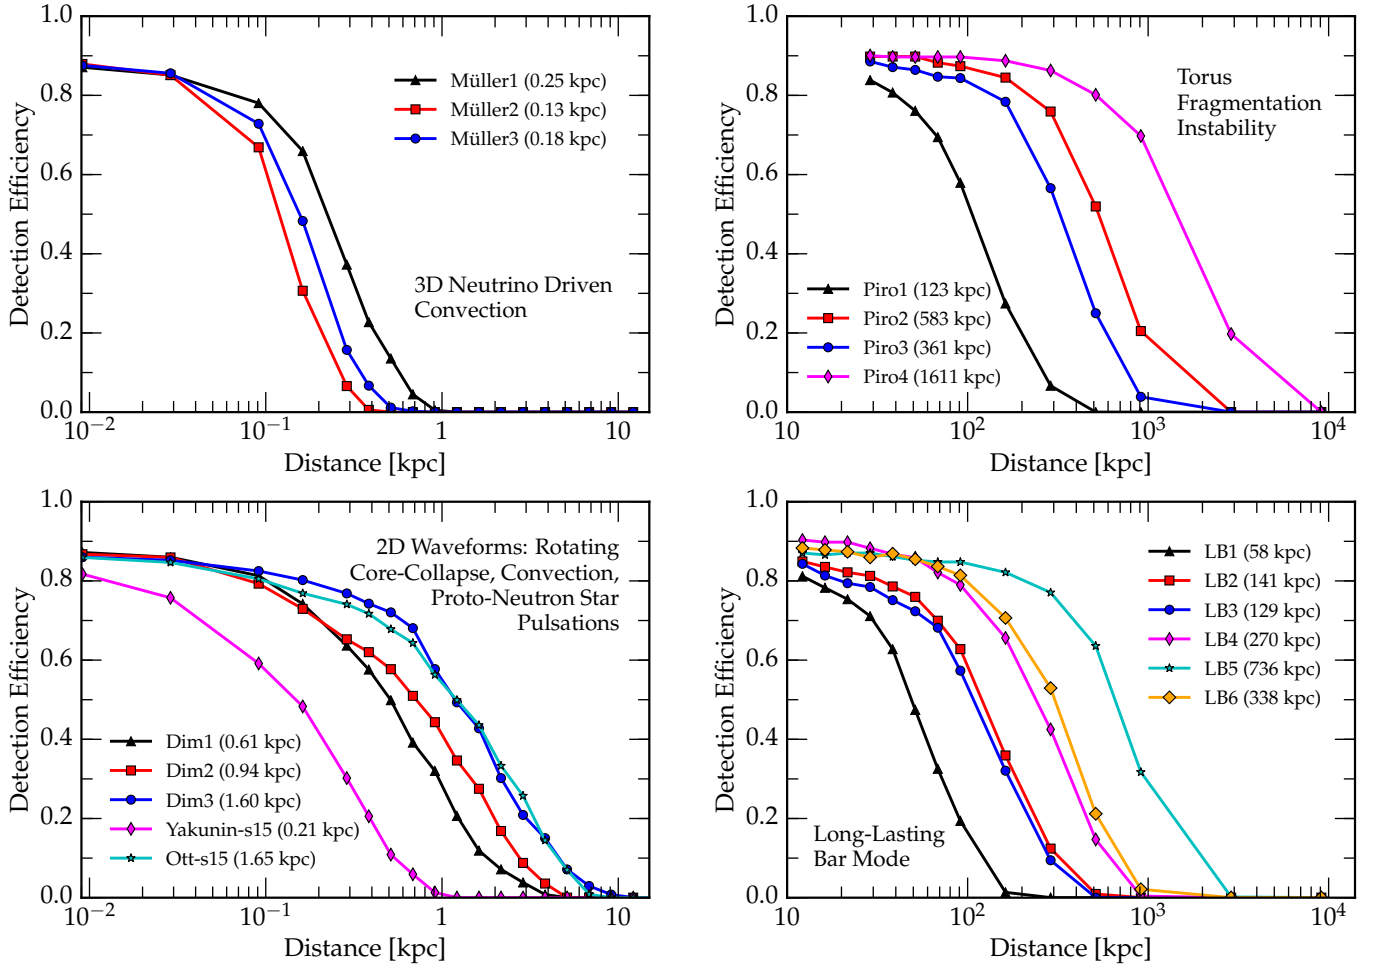 1.0
0.8
0.6
0.4
0.2
0.0
Detection Efficiency
Müller1 (0.25 kpc)
Müller2 (0.13 kpc)
Müller3 (0.18 kpc)
3D Neutrino Driven
Convection
10⁻²
10⁻¹
1
10
Distance [kpc]
1.0
0.8
0.6
0.4
0.2
0.0
Detection Efficiency
Torus
Fragmentation
Instability
Piro1 (123 kpc)
Piro2 (583 kpc)
Piro3 (361 kpc)
Piro4 (1611 kpc)
10
10²
10³
10⁴
Distance [kpc]
1.0
0.8
0.6
0.4
0.2
0.0
Detection Efficiency
2D Waveforms: Rotating
Core-Collapse, Convection,
Proto-Neutron Star
Pulsations
Dim1 (0.61 kpc)
Dim2 (0.94 kpc)
Dim3 (1.60 kpc)
Yakunin-s15 (0.21 kpc)
Ott-s15 (1.65 kpc)
10⁻²
10⁻¹
1
10
Distance [kpc]
1.0
0.8
0.6
0.4
0.2
0.0
Detection Efficiency
LB1 (58 kpc)
LB2 (141 kpc)
LB3 (129 kpc)
LB4 (270 kpc)
LB5 (736 kpc)
LB6 (338 kpc)
Long-Lasting
Bar Mode
10
10²
10³
10⁴
Distance [kpc]